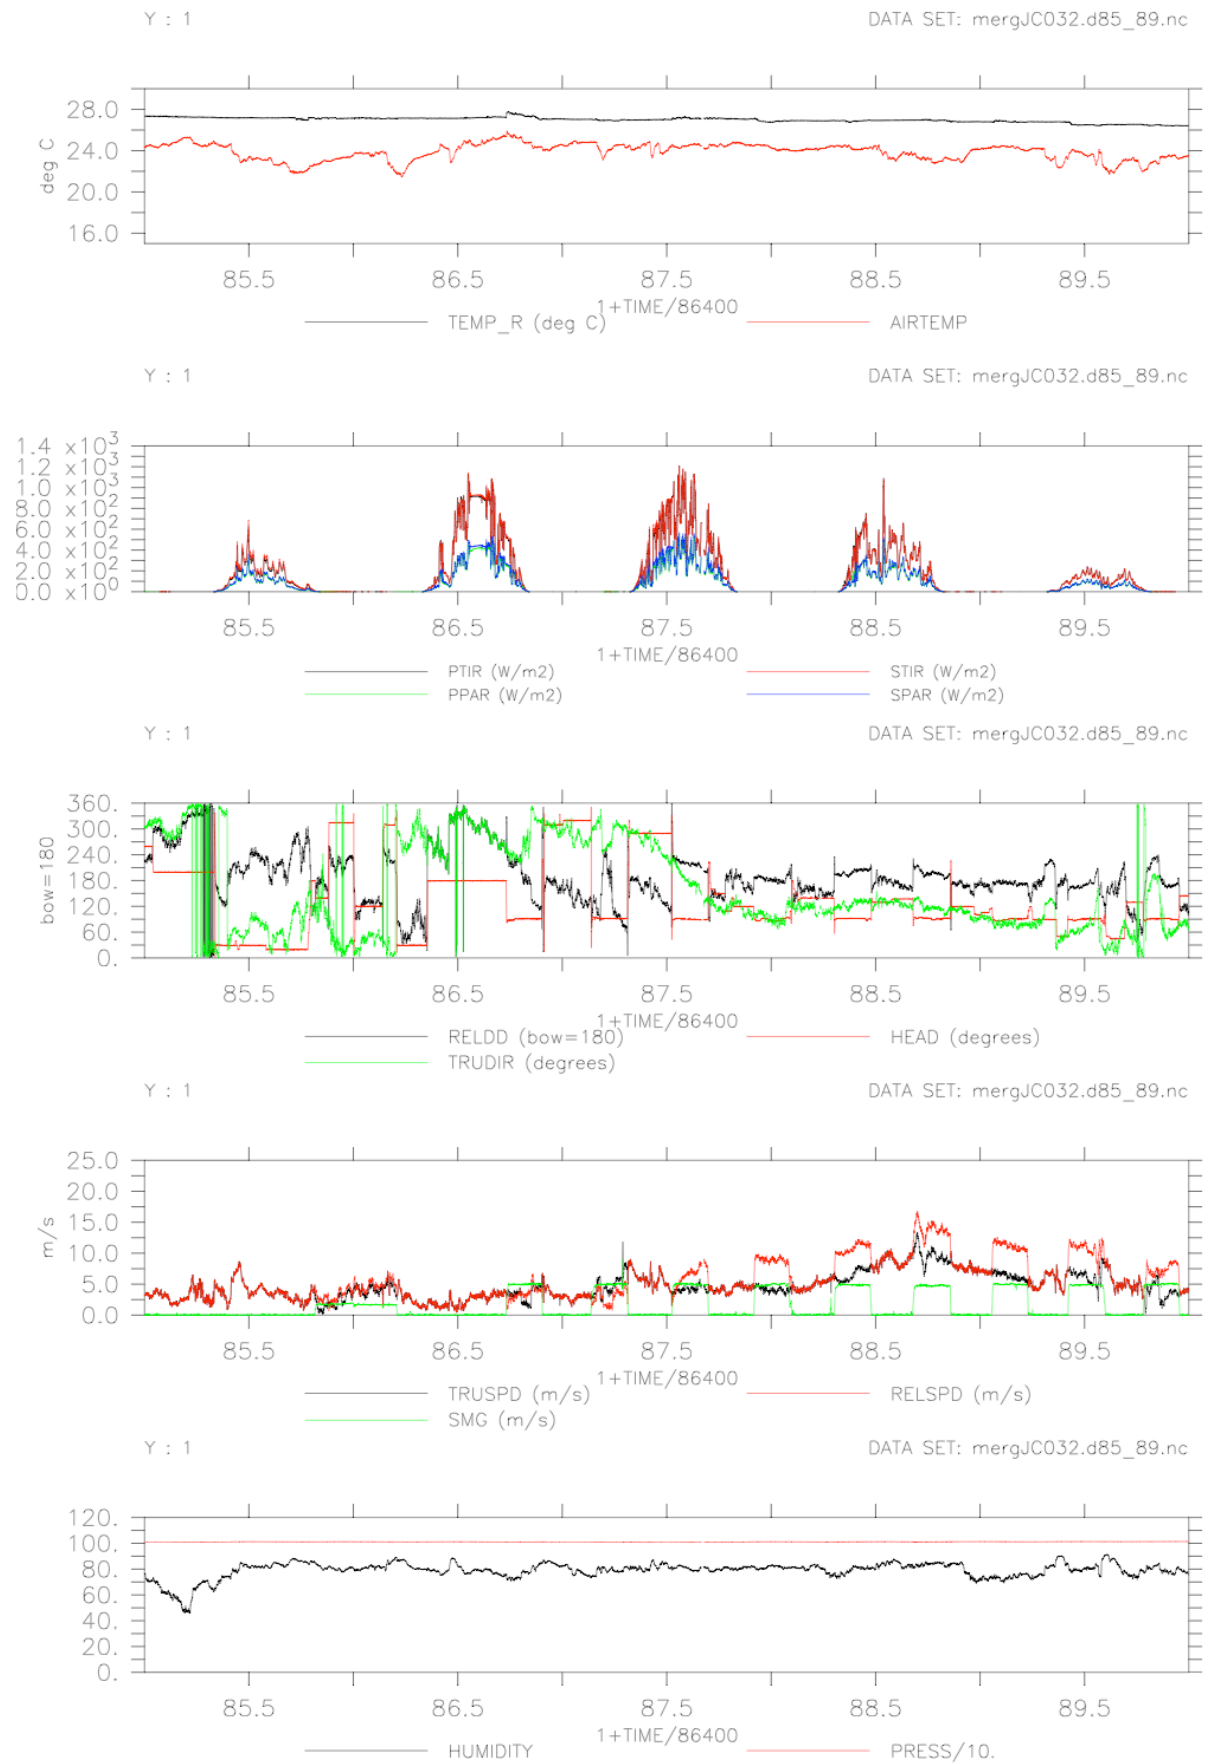 Y : 1 DATA SET: mergJC032.d85_89.nc
28.0
24.0
20.0
16.0
deg C
85.5 86.5 87.5 88.5 89.5
1+TIME/86400
TEMP_R (deg C) AIRTEMP
Y : 1 DATA SET: mergJC032.d85_89.nc
1.4 x10³
1.2 x10³
1.0 x10³
8.0 x10²
6.0 x10²
4.0 x10²
2.0 x10²
0.0 x10⁰
85.5 86.5 87.5 88.5 89.5
1+TIME/86400
PTIR (W/m2) STIR (W/m2)
PPAR (W/m2) SPAR (W/m2)
Y : 1 DATA SET: mergJC032.d85_89.nc
360.
300.
240.
180.
120.
60.
0.
bow=180
85.5 86.5 87.5 88.5 89.5
1+TIME/86400
RELDD (bow=180) HEAD (degrees)
TRUDIR (degrees)
Y : 1 DATA SET: mergJC032.d85_89.nc
25.0
20.0
15.0
10.0
5.0
0.0
m/s
85.5 86.5 87.5 88.5 89.5
1+TIME/86400
TRUSPD (m/s) RELSPD (m/s)
SMG (m/s)
Y : 1 DATA SET: mergJC032.d85_89.nc
120.
100.
80.
60.
40.
20.
0.
85.5 86.5 87.5 88.5 89.5
1+TIME/86400
HUMIDITY PRESS/10.